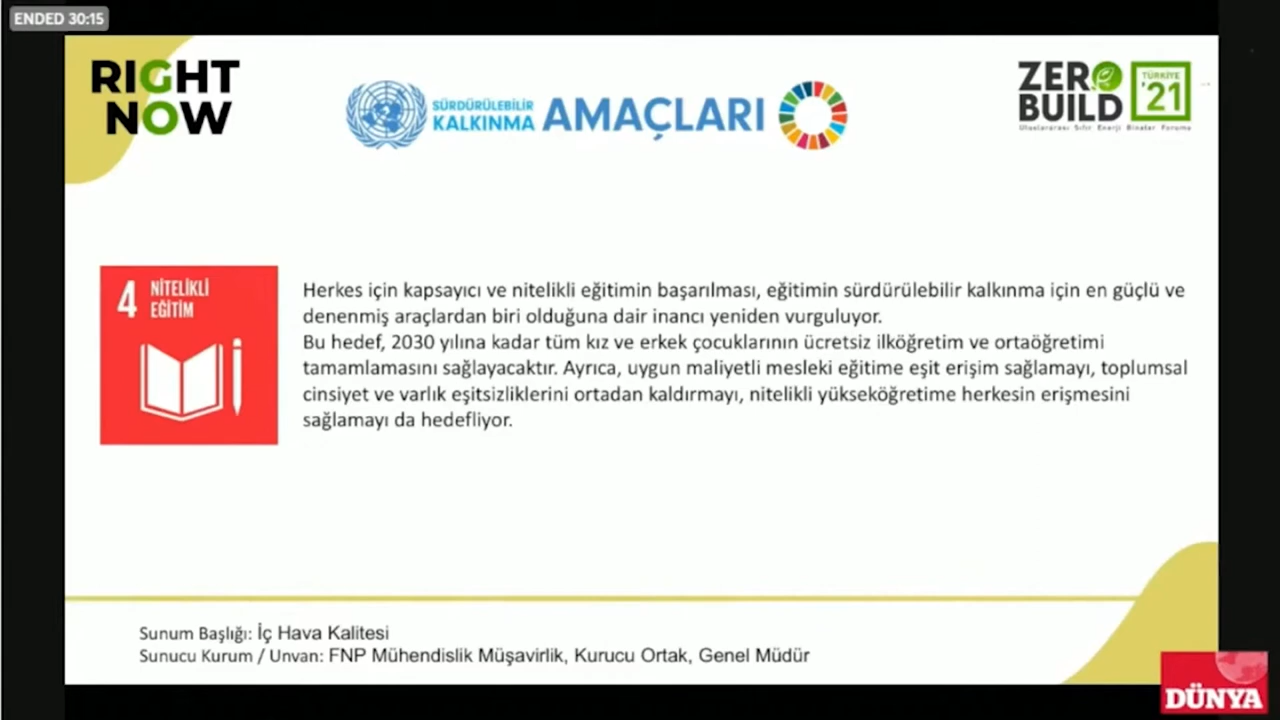 ENDED 30:15
RIGHT
NOW
SÜRDÜRÜLEBİLİR
KALKINMA AMAÇLARI
ZERO
BUILD
TÜRKİYE
'21
Uluslararası Sıfır Enerji Binalar Forumu
4 NİTELİKLİ
EĞİTİM
Herkes için kapsayıcı ve nitelikli eğitimin başarılması, eğitimin sürdürülebilir kalkınma için en güçlü ve
denenmiş araçlardan biri olduğuna dair inancı yeniden vurguluyor.
Bu hedef, 2030 yılına kadar tüm kız ve erkek çocuklarının ücretsiz ilköğretim ve ortaöğretimi
tamamlamasını sağlayacaktır. Ayrıca, uygun maliyetli mesleki eğitime eşit erişim sağlamayı, toplumsal
cinsiyet ve varlık eşitsizliklerini ortadan kaldırmayı, nitelikli yükseköğretime herkesin erişmesini
sağlamayı da hedefliyor.
Sunum Başlığı: İç Hava Kalitesi
Sunucu Kurum / Unvan: FNP Mühendislik Müşavirlik, Kurucu Ortak, Genel Müdür
DÜNYA